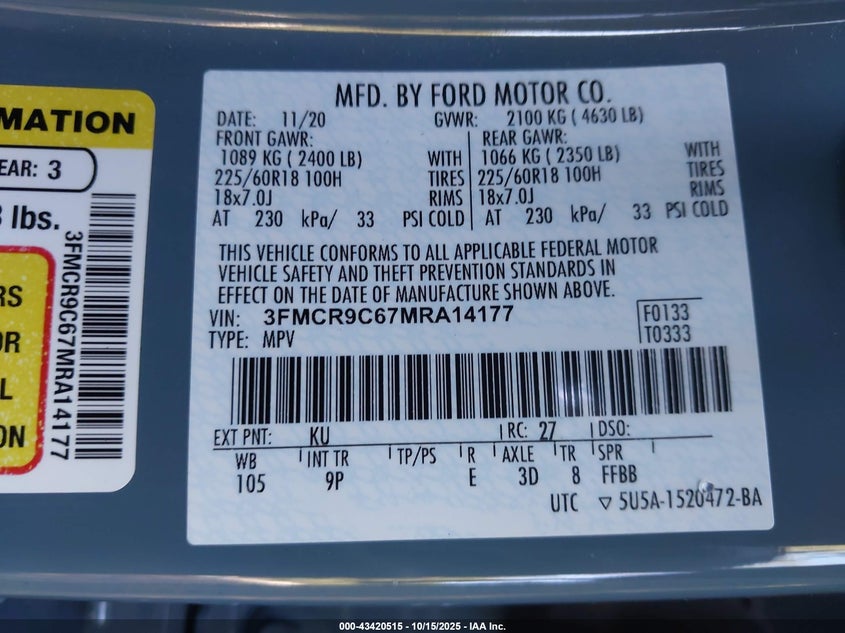 RMATION
EAR: 3
lbs.
3FMCR9C67MRA14177
RS
OR
L
ON
MFD. BY FORD MOTOR CO.
DATE: 11/20 GVWR: 2100 KG ( 4630 LB)
FRONT GAWR: REAR GAWR:
1089 KG ( 2400 LB) WITH 1066 KG ( 2350 LB) WITH
225/60R18 100H TIRES 225/60R18 100H TIRES
18x7.0J RIMS 18x7.0J RIMS
AT 230 kPa/ 33 PSI COLD AT 230 kPa/ 33 PSI COLD
THIS VEHICLE CONFORMS TO ALL APPLICABLE FEDERAL MOTOR
VEHICLE SAFETY AND THEFT PREVENTION STANDARDS IN
EFFECT ON THE DATE OF MANUFACTURE SHOWN ABOVE.
VIN: 3FMCR9C67MRA14177 F0133
TYPE: MPV T0333
EXT PNT: KU RC: 27 DSO:
WB INT TR TP/PS R AXLE TR SPR
105 9P E 3D 8 FFBB
UTC ▽ 5U5A-1520472-BA
000-43420515 - 10/15/2025 - IAA Inc.